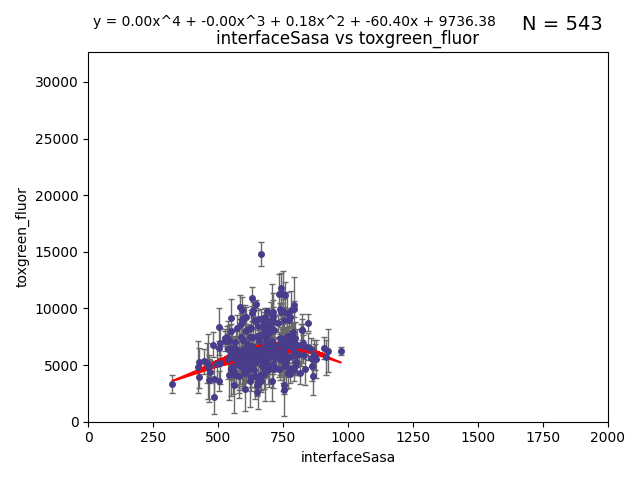 y = 0.00x^4 + -0.00x^3 + 0.18x^2 + -60.40x + 9736.38
N = 543
interfaceSasa vs toxgreen_fluor
30000
25000
20000
15000
10000
5000
0
toxgreen_fluor
0 250 500 750 1000 1250 1500 1750 2000
interfaceSasa